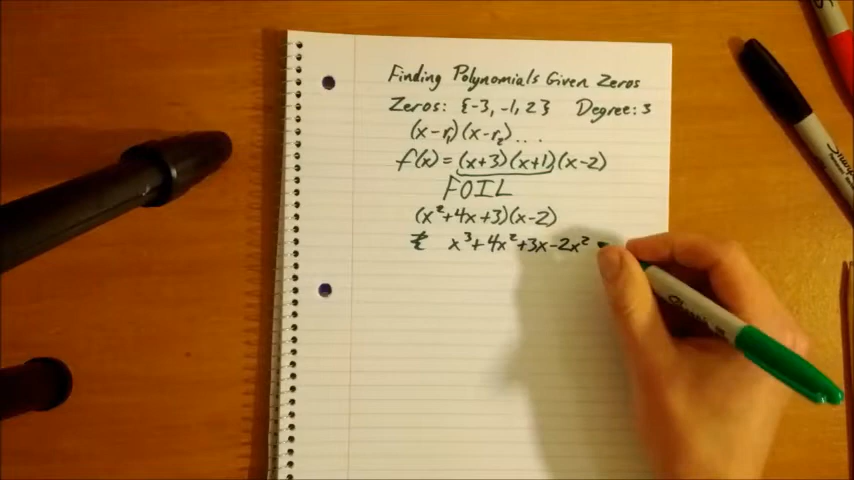 Finding Polynomials Given Zeros
Zeros: {-3, -1, 2} Degree: 3
(x-r₁)(x-r₂)...
f(x) = (x+3)(x+1)(x-2)
FOIL
(x²+4x+3)(x-2)
x³+4x²+3x-2x² -